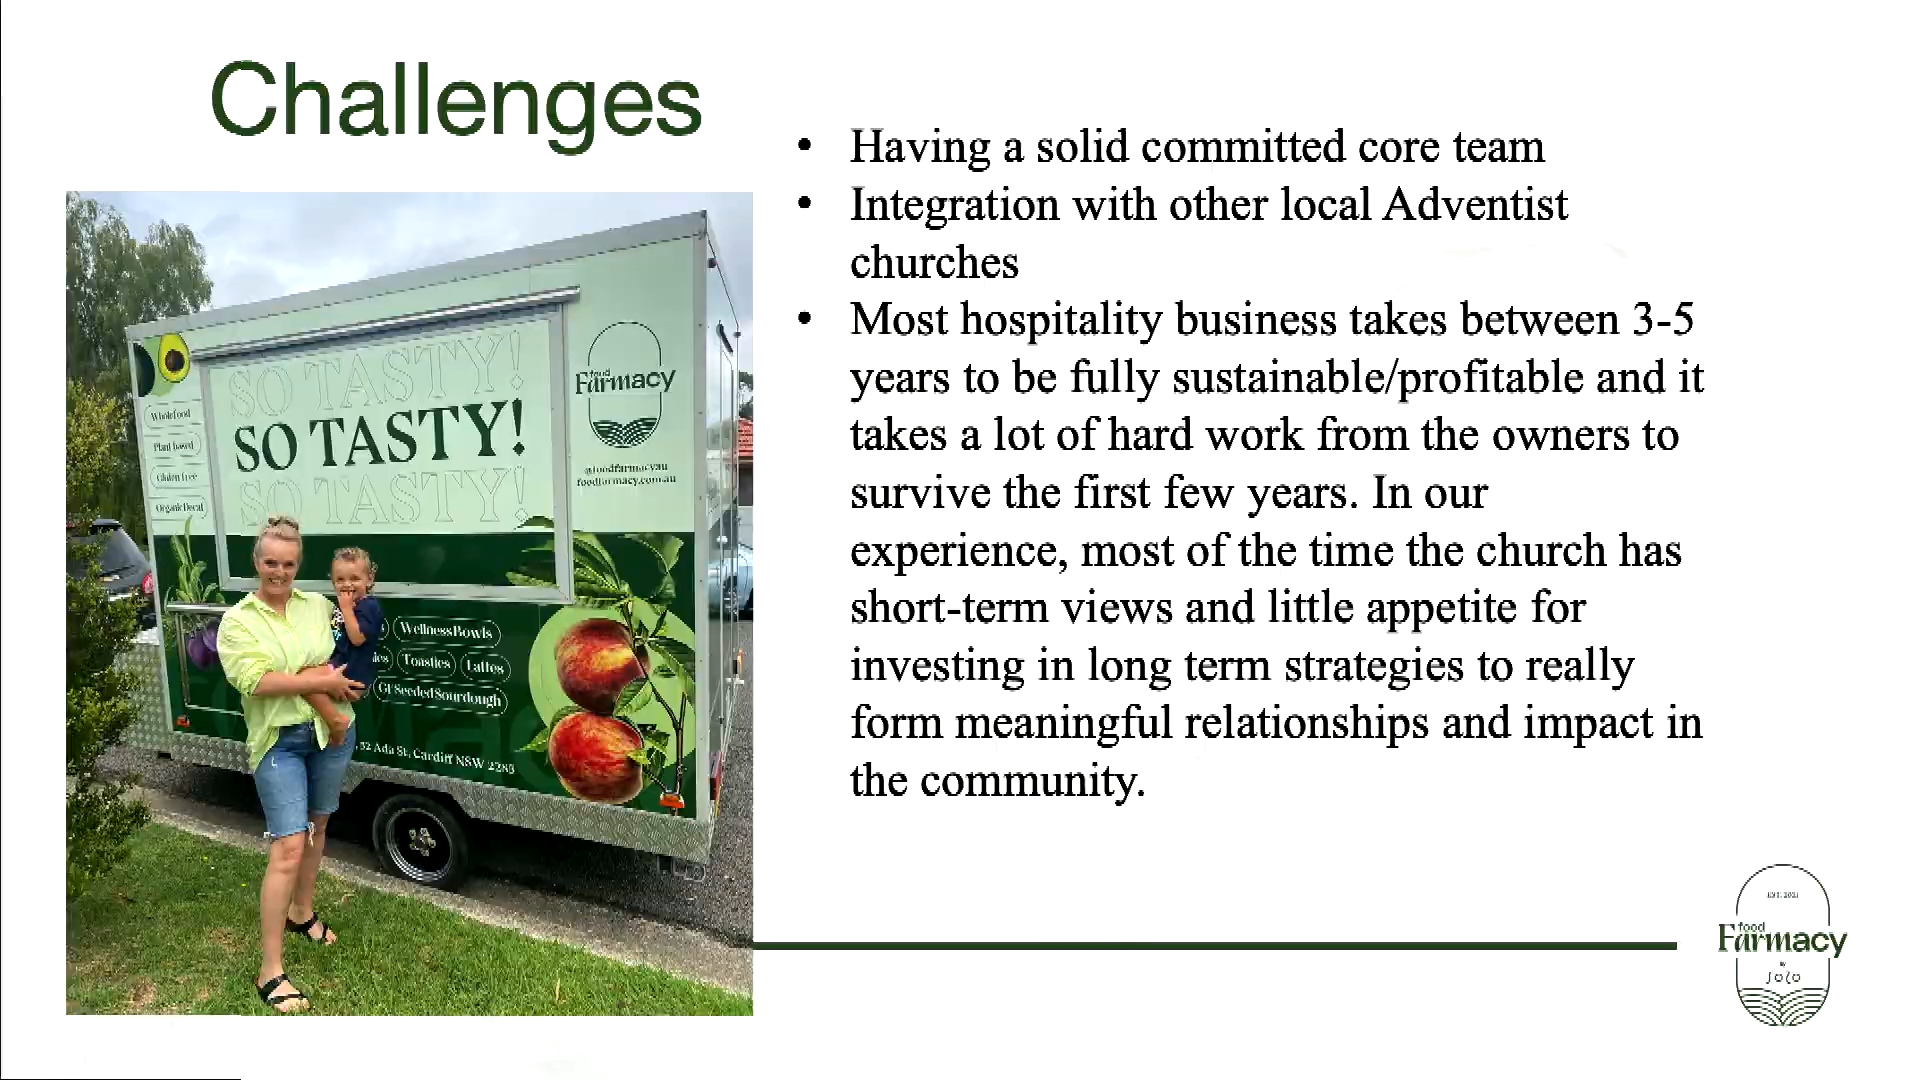 Challenges
• Having a solid committed core team
• Integration with other local Adventist
churches
• Most hospitality business takes between 3-5
years to be fully sustainable/profitable and it
takes a lot of hard work from the owners to
survive the first few years. In our
experience, most of the time the church has
short-term views and little appetite for
investing in long term strategies to really
form meaningful relationships and impact in
the community.
SO TASTY!
SO TASTY!
SO TASTY!
food
Farmacy
@foodfarmacyau
foodfarmacy.com.au
Wholefood
Plant based
Gluten free
Organic Decaf
Wellness Bowls
Toasties
Lattes
GF Seeded Sourdough
52 Ada St, Cardiff NSW 2285
EST. 2021
food
Farmacy
by
JoJo